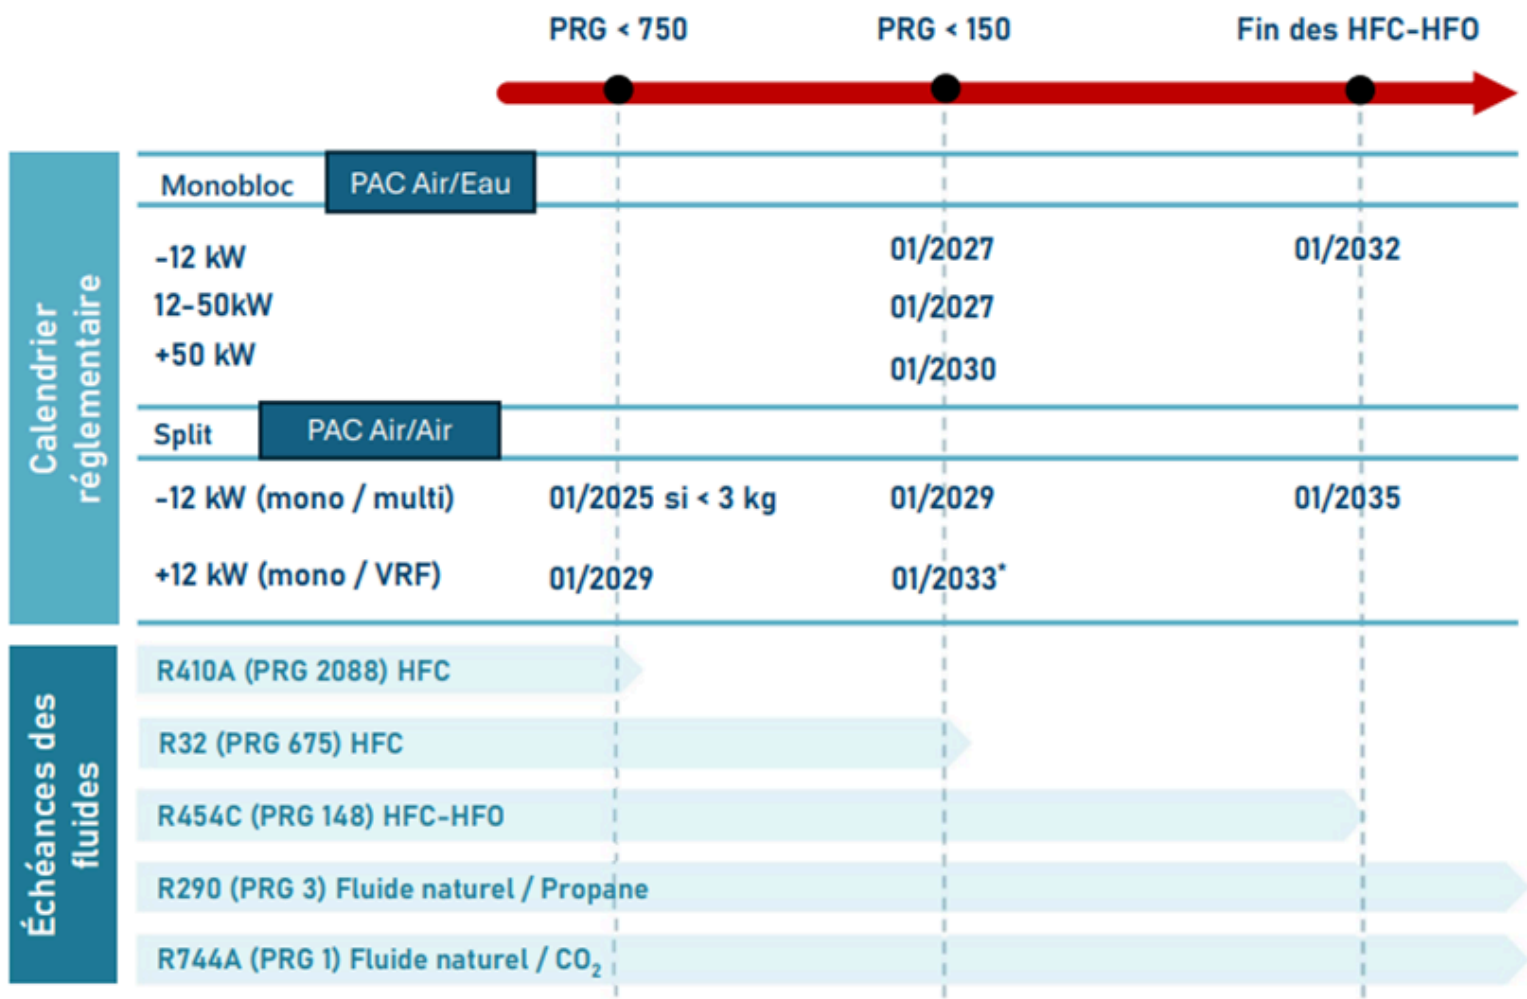 PRG < 750 PRG < 150 Fin des HFC-HFO
Calendrier
réglementaire
Monobloc PAC Air/Eau
-12 kW 01/2027 01/2032
12-50kW 01/2027
+50 kW 01/2030
Split PAC Air/Air
-12 kW (mono / multi) 01/2025 si < 3 kg 01/2029 01/2035
+12 kW (mono / VRF) 01/2029 01/2033*
Échéances des
fluides
R410A (PRG 2088) HFC
R32 (PRG 675) HFC
R454C (PRG 148) HFC-HFO
R290 (PRG 3) Fluide naturel / Propane
R744A (PRG 1) Fluide naturel / CO₂